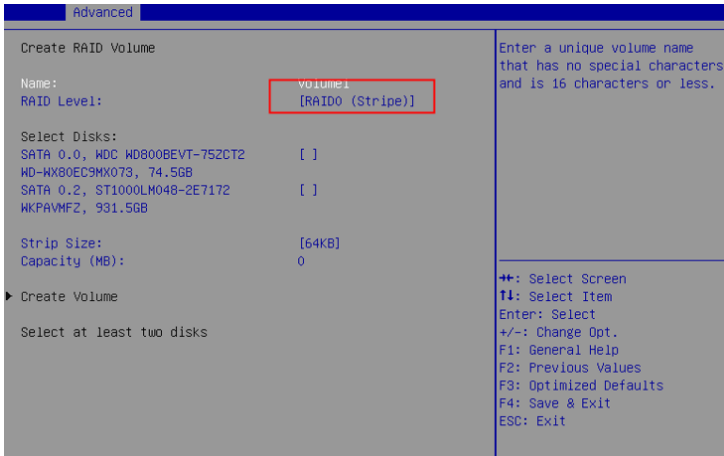 Advanced
Create RAID Volume
Name: Volume1
RAID Level: [RAID0 (Stripe)]
Select Disks:
SATA 0.0, WDC WD800BEVT-75ZCT2 [ ]
WD-WX80EC9MX073, 74.5GB
SATA 0.2, ST1000LM048-2E7172 [ ]
WKPAVMFZ, 931.5GB
Strip Size: [64KB]
Capacity (MB): 0
Create Volume
Select at least two disks
Enter a unique volume name
that has no special characters
and is 16 characters or less.
→←: Select Screen
↑↓: Select Item
Enter: Select
+/-: Change Opt.
F1: General Help
F2: Previous Values
F3: Optimized Defaults
F4: Save & Exit
ESC: Exit